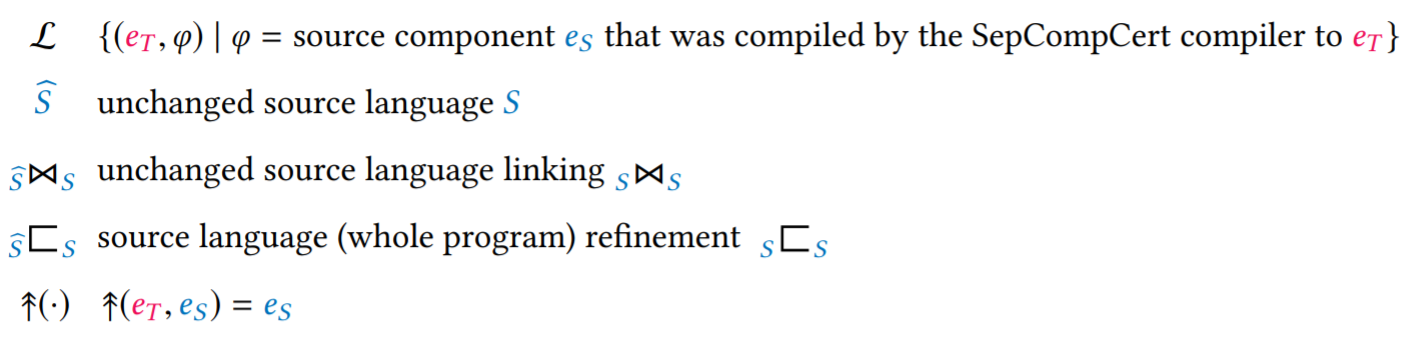 ℒ {(e_T, φ) | φ = source component e_S that was compiled by the SepCompCert compiler to e_T}
Ŝ unchanged source language S
_Ŝ⋈_S unchanged source language linking _S⋈_S
_Ŝ⊏_S source language (whole program) refinement _S⊏_S
↟(·) ↟(e_T, e_S) = e_S